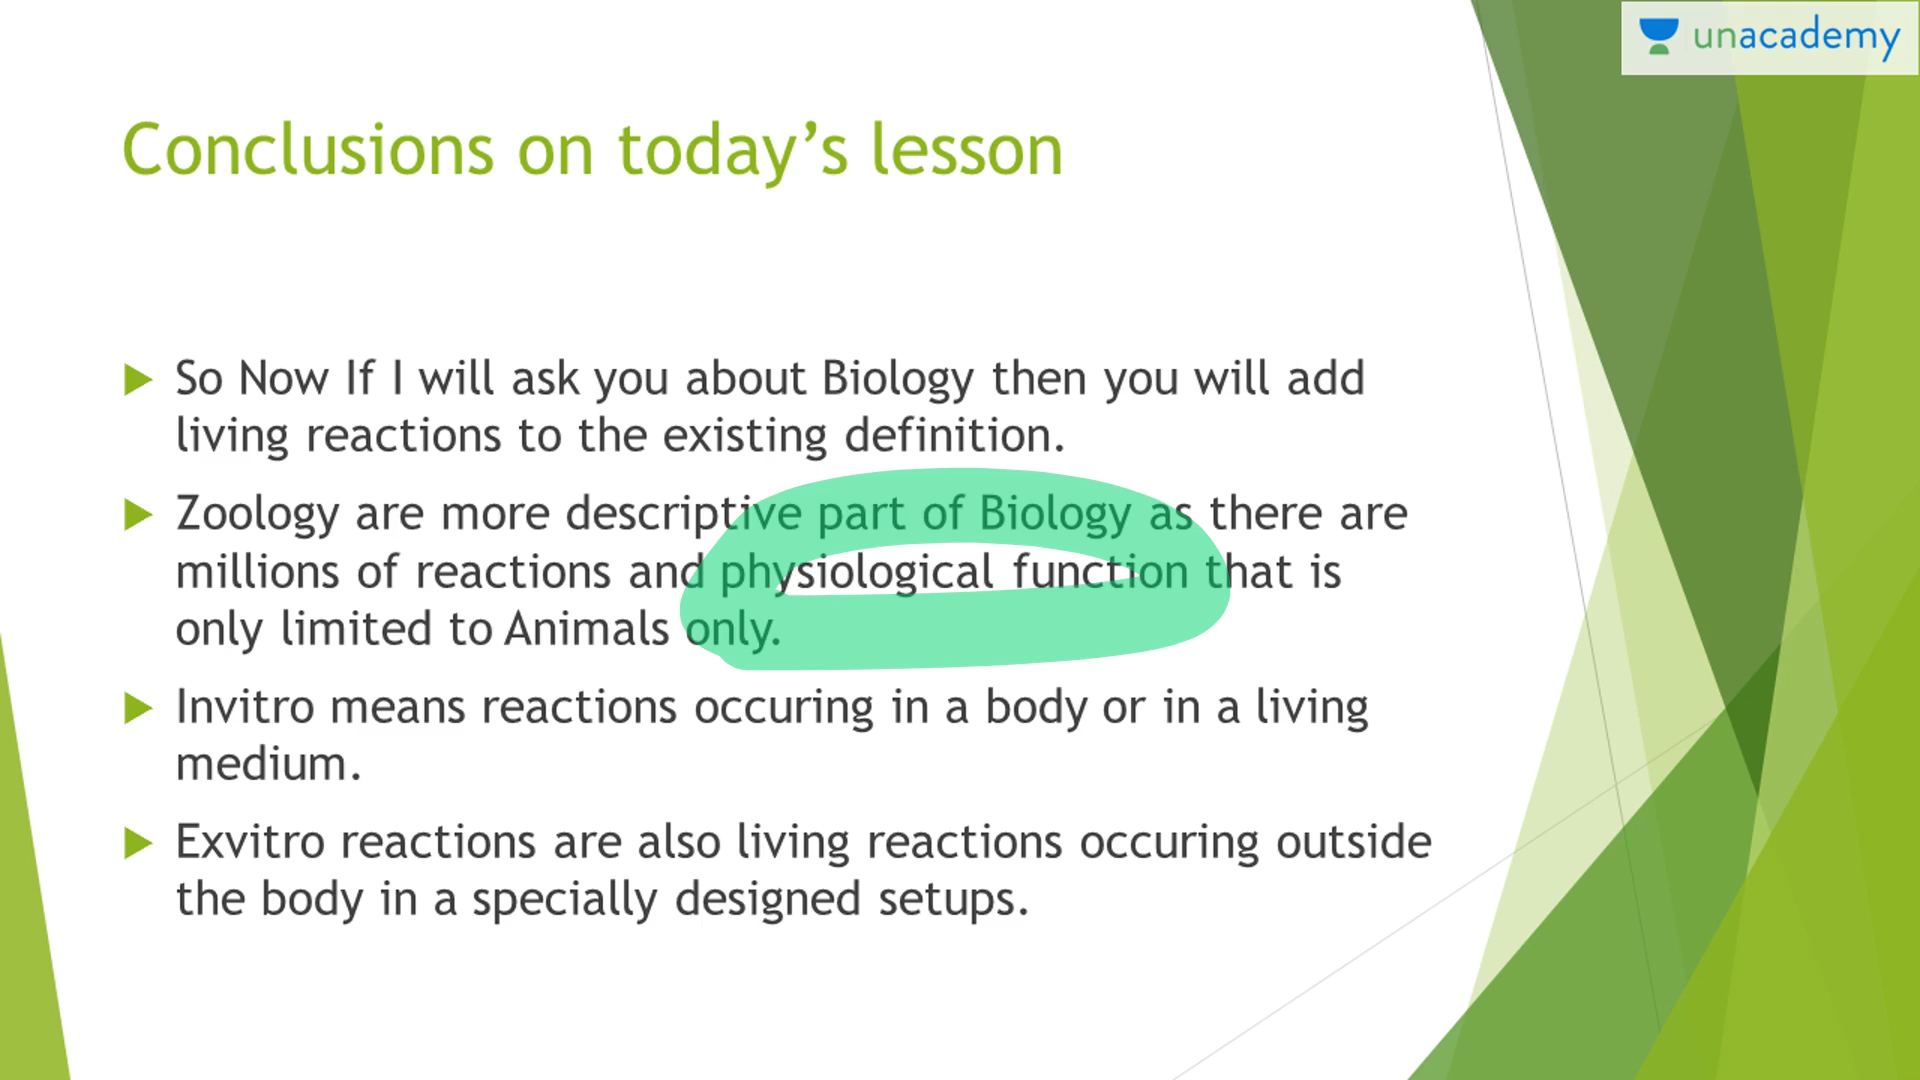 unacademy
Conclusions on today’s lesson
So Now If I will ask you about Biology then you will add
living reactions to the existing definition.
Zoology are more descriptive part of Biology as there are
millions of reactions and physiological function that is
only limited to Animals only.
Invitro means reactions occuring in a body or in a living
medium.
Exvitro reactions are also living reactions occuring outside
the body in a specially designed setups.